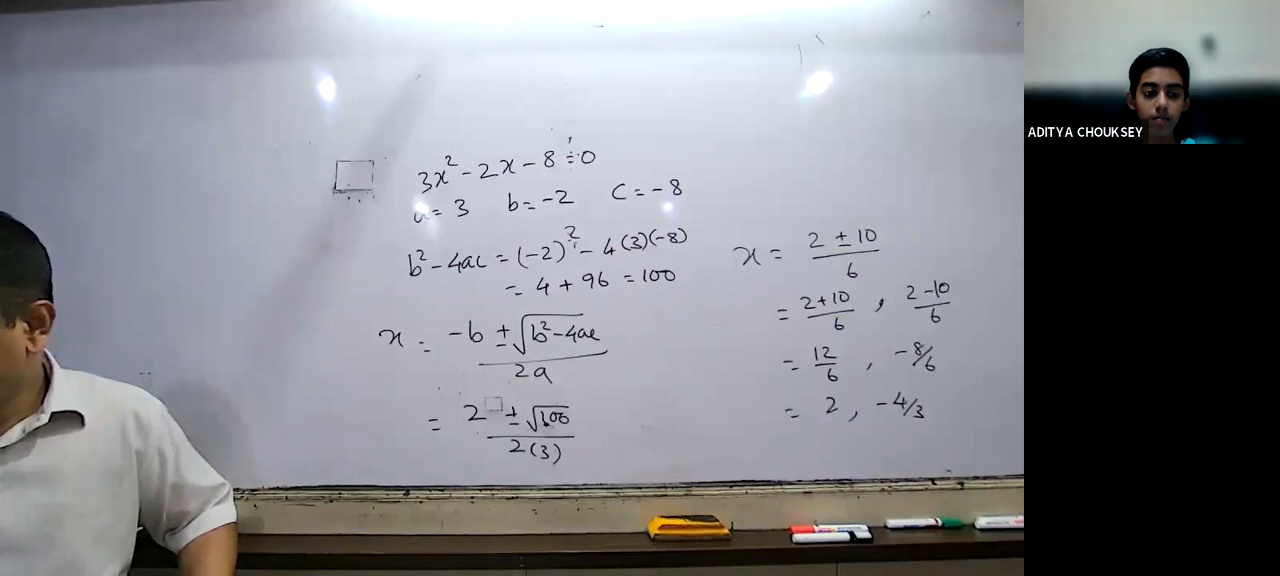 3x² - 2x - 8 = 0
a = 3 b = -2 c = -8
b² - 4ac = (-2)² - 4(3)(-8)
= 4 + 96 = 100
x = (-b ± √(b² - 4ac)) / 2a
= (2 ± √100) / 2(3)
x = (2 ± 10) / 6
= (2 + 10) / 6 , (2 - 10) / 6
= 12/6 , -8/6
= 2 , -4/3
ADITYA CHOUKSEY